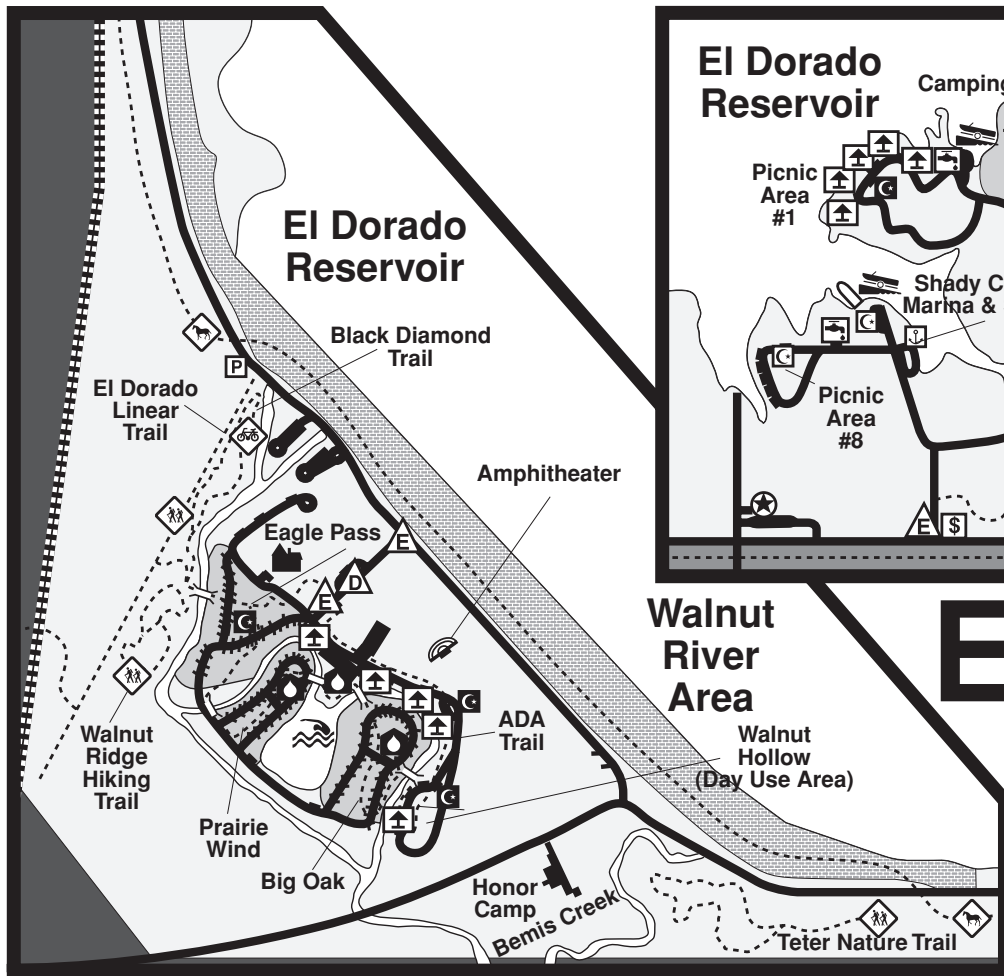 El Dorado
Reservoir
Camping
Picnic
Area
#1
El Dorado
Reservoir
Shady C
Marina &
Black Diamond
Trail
P
El Dorado
Linear
Trail
Picnic
Area
#8
Amphitheater
E
$
Eagle Pass
E
D
E
Walnut
River
Area
E
ADA
Trail
Walnut
Hollow
(Day Use Area)
Walnut
Ridge
Hiking
Trail
Prairie
Wind
Big Oak
Honor
Camp
Bemis Creek
Teter Nature Trail